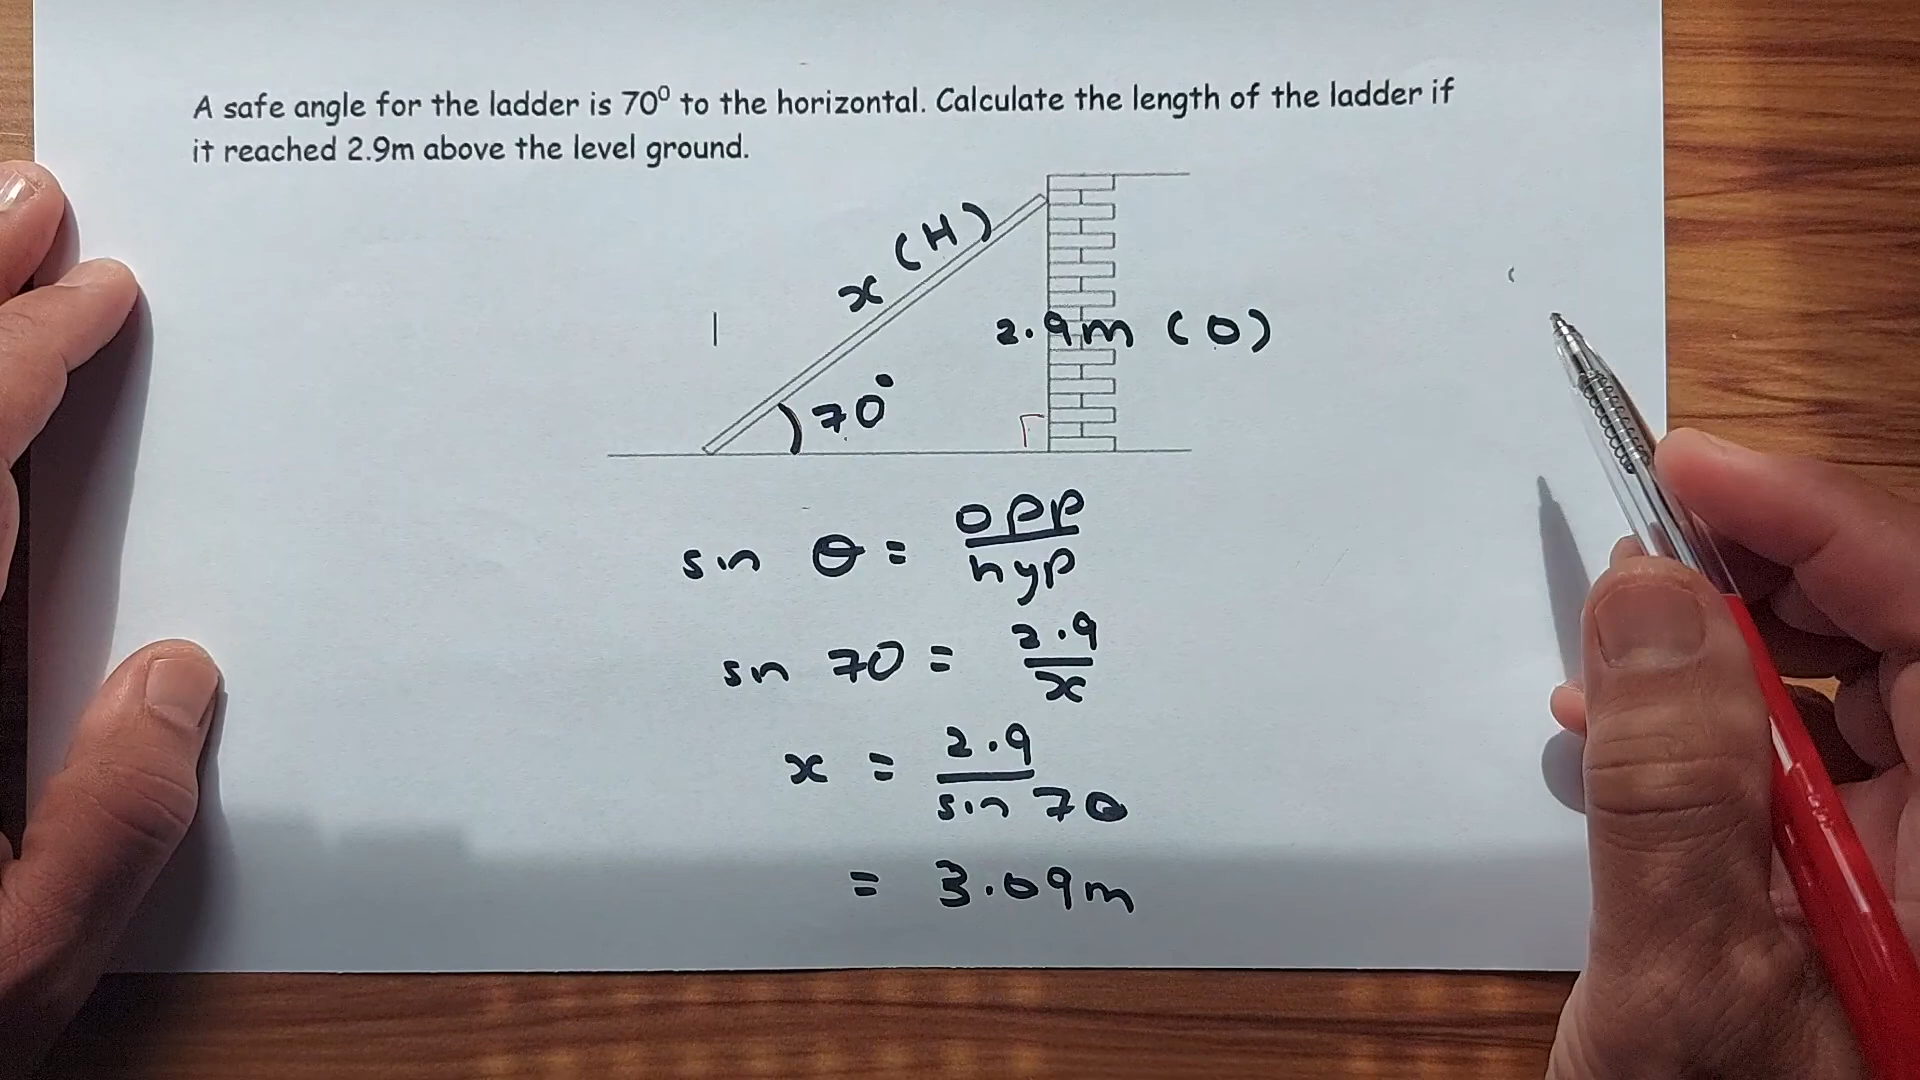 A safe angle for the ladder is 70⁰ to the horizontal. Calculate the length of the ladder if
it reached 2.9m above the level ground.
x (H)
2.9m (O)
70°
sin θ = opp/hyp
sin 70 = 2.9/x
x = 2.9/sin 70
= 3.09m